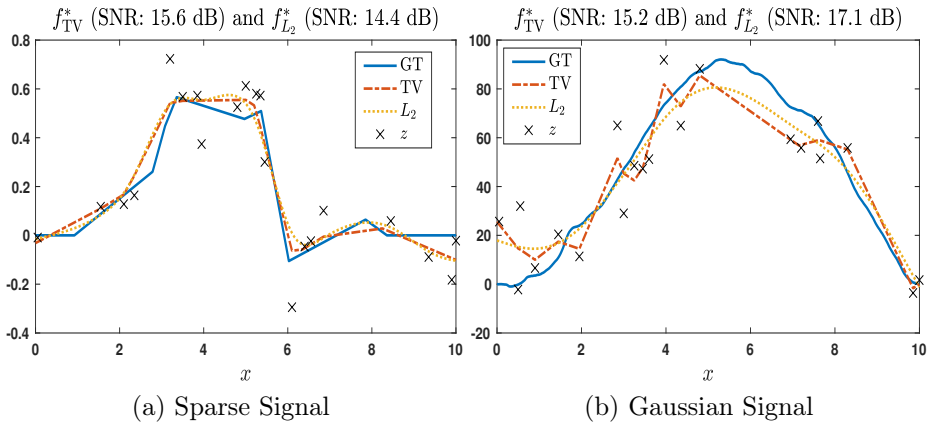 f*TV (SNR: 15.6 dB) and f*L2 (SNR: 14.4 dB)
0.8
0.6
0.4
0.2
0
-0.2
-0.4
0 2 4 6 8 10
x
GT
TV
L2
z
(a) Sparse Signal
f*TV (SNR: 15.2 dB) and f*L2 (SNR: 17.1 dB)
100
80
60
40
20
0
-20
0 2 4 6 8 10
x
GT
TV
L2
z
(b) Gaussian Signal